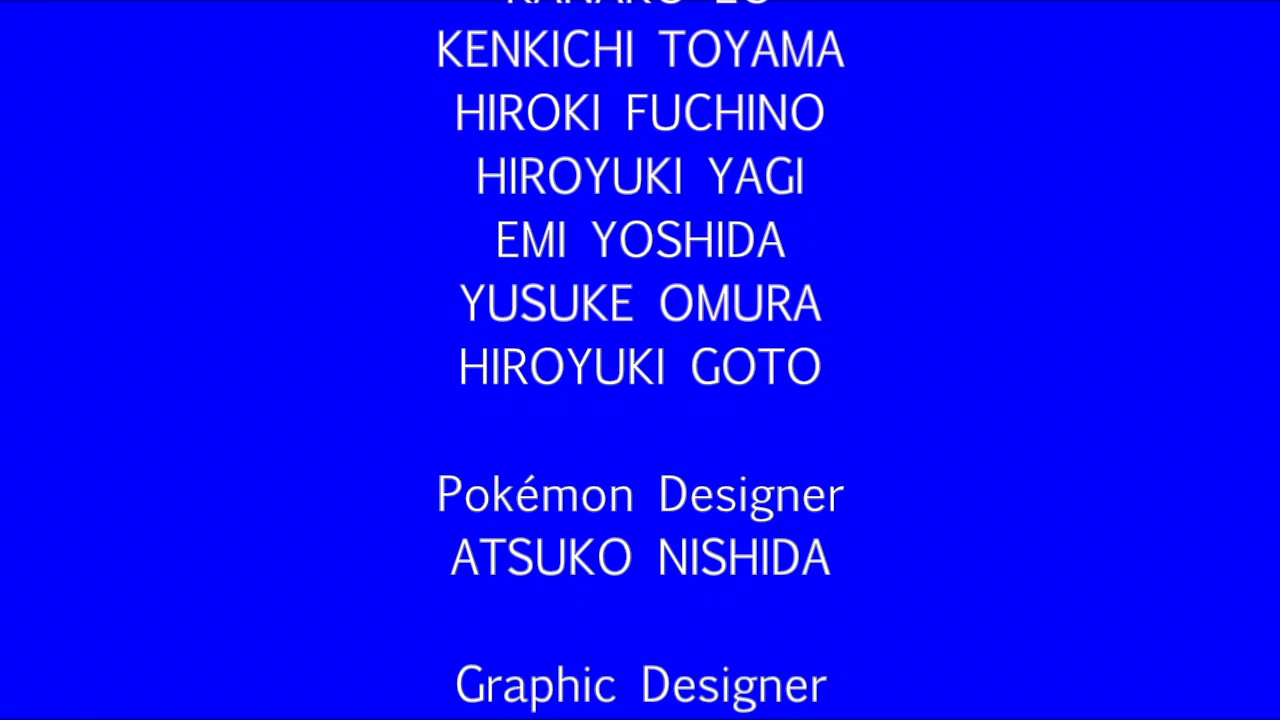 KENKICHI TOYAMA
HIROKI FUCHINO
HIROYUKI YAGI
EMI YOSHIDA
YUSUKE OMURA
HIROYUKI GOTO
Pokémon Designer
ATSUKO NISHIDA
Graphic Designer